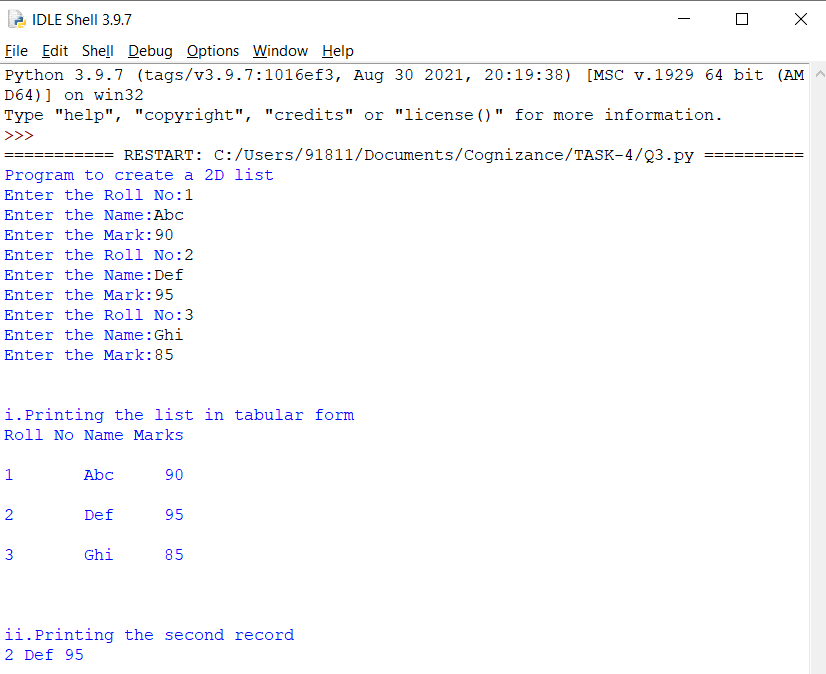 IDLE Shell 3.9.7
File Edit Shell Debug Options Window Help
Python 3.9.7 (tags/v3.9.7:1016ef3, Aug 30 2021, 20:19:38) [MSC v.1929 64 bit (AM
D64)] on win32
Type "help", "copyright", "credits" or "license()" for more information.
>>>
=========== RESTART: C:/Users/91811/Documents/Cognizance/TASK-4/Q3.py ==========
Program to create a 2D list
Enter the Roll No:1
Enter the Name:Abc
Enter the Mark:90
Enter the Roll No:2
Enter the Name:Def
Enter the Mark:95
Enter the Roll No:3
Enter the Name:Ghi
Enter the Mark:85
i.Printing the list in tabular form
Roll No Name Marks
1 Abc 90
2 Def 95
3 Ghi 85
ii.Printing the second record
2 Def 95